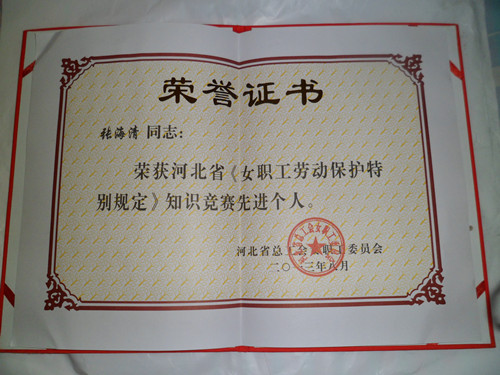 荣誉证书
张海清 同志：
荣获河北省《女职工劳动保护特
别规定》知识竞赛先进个人。
河北省总工会女职工委员会
二〇一三年八月